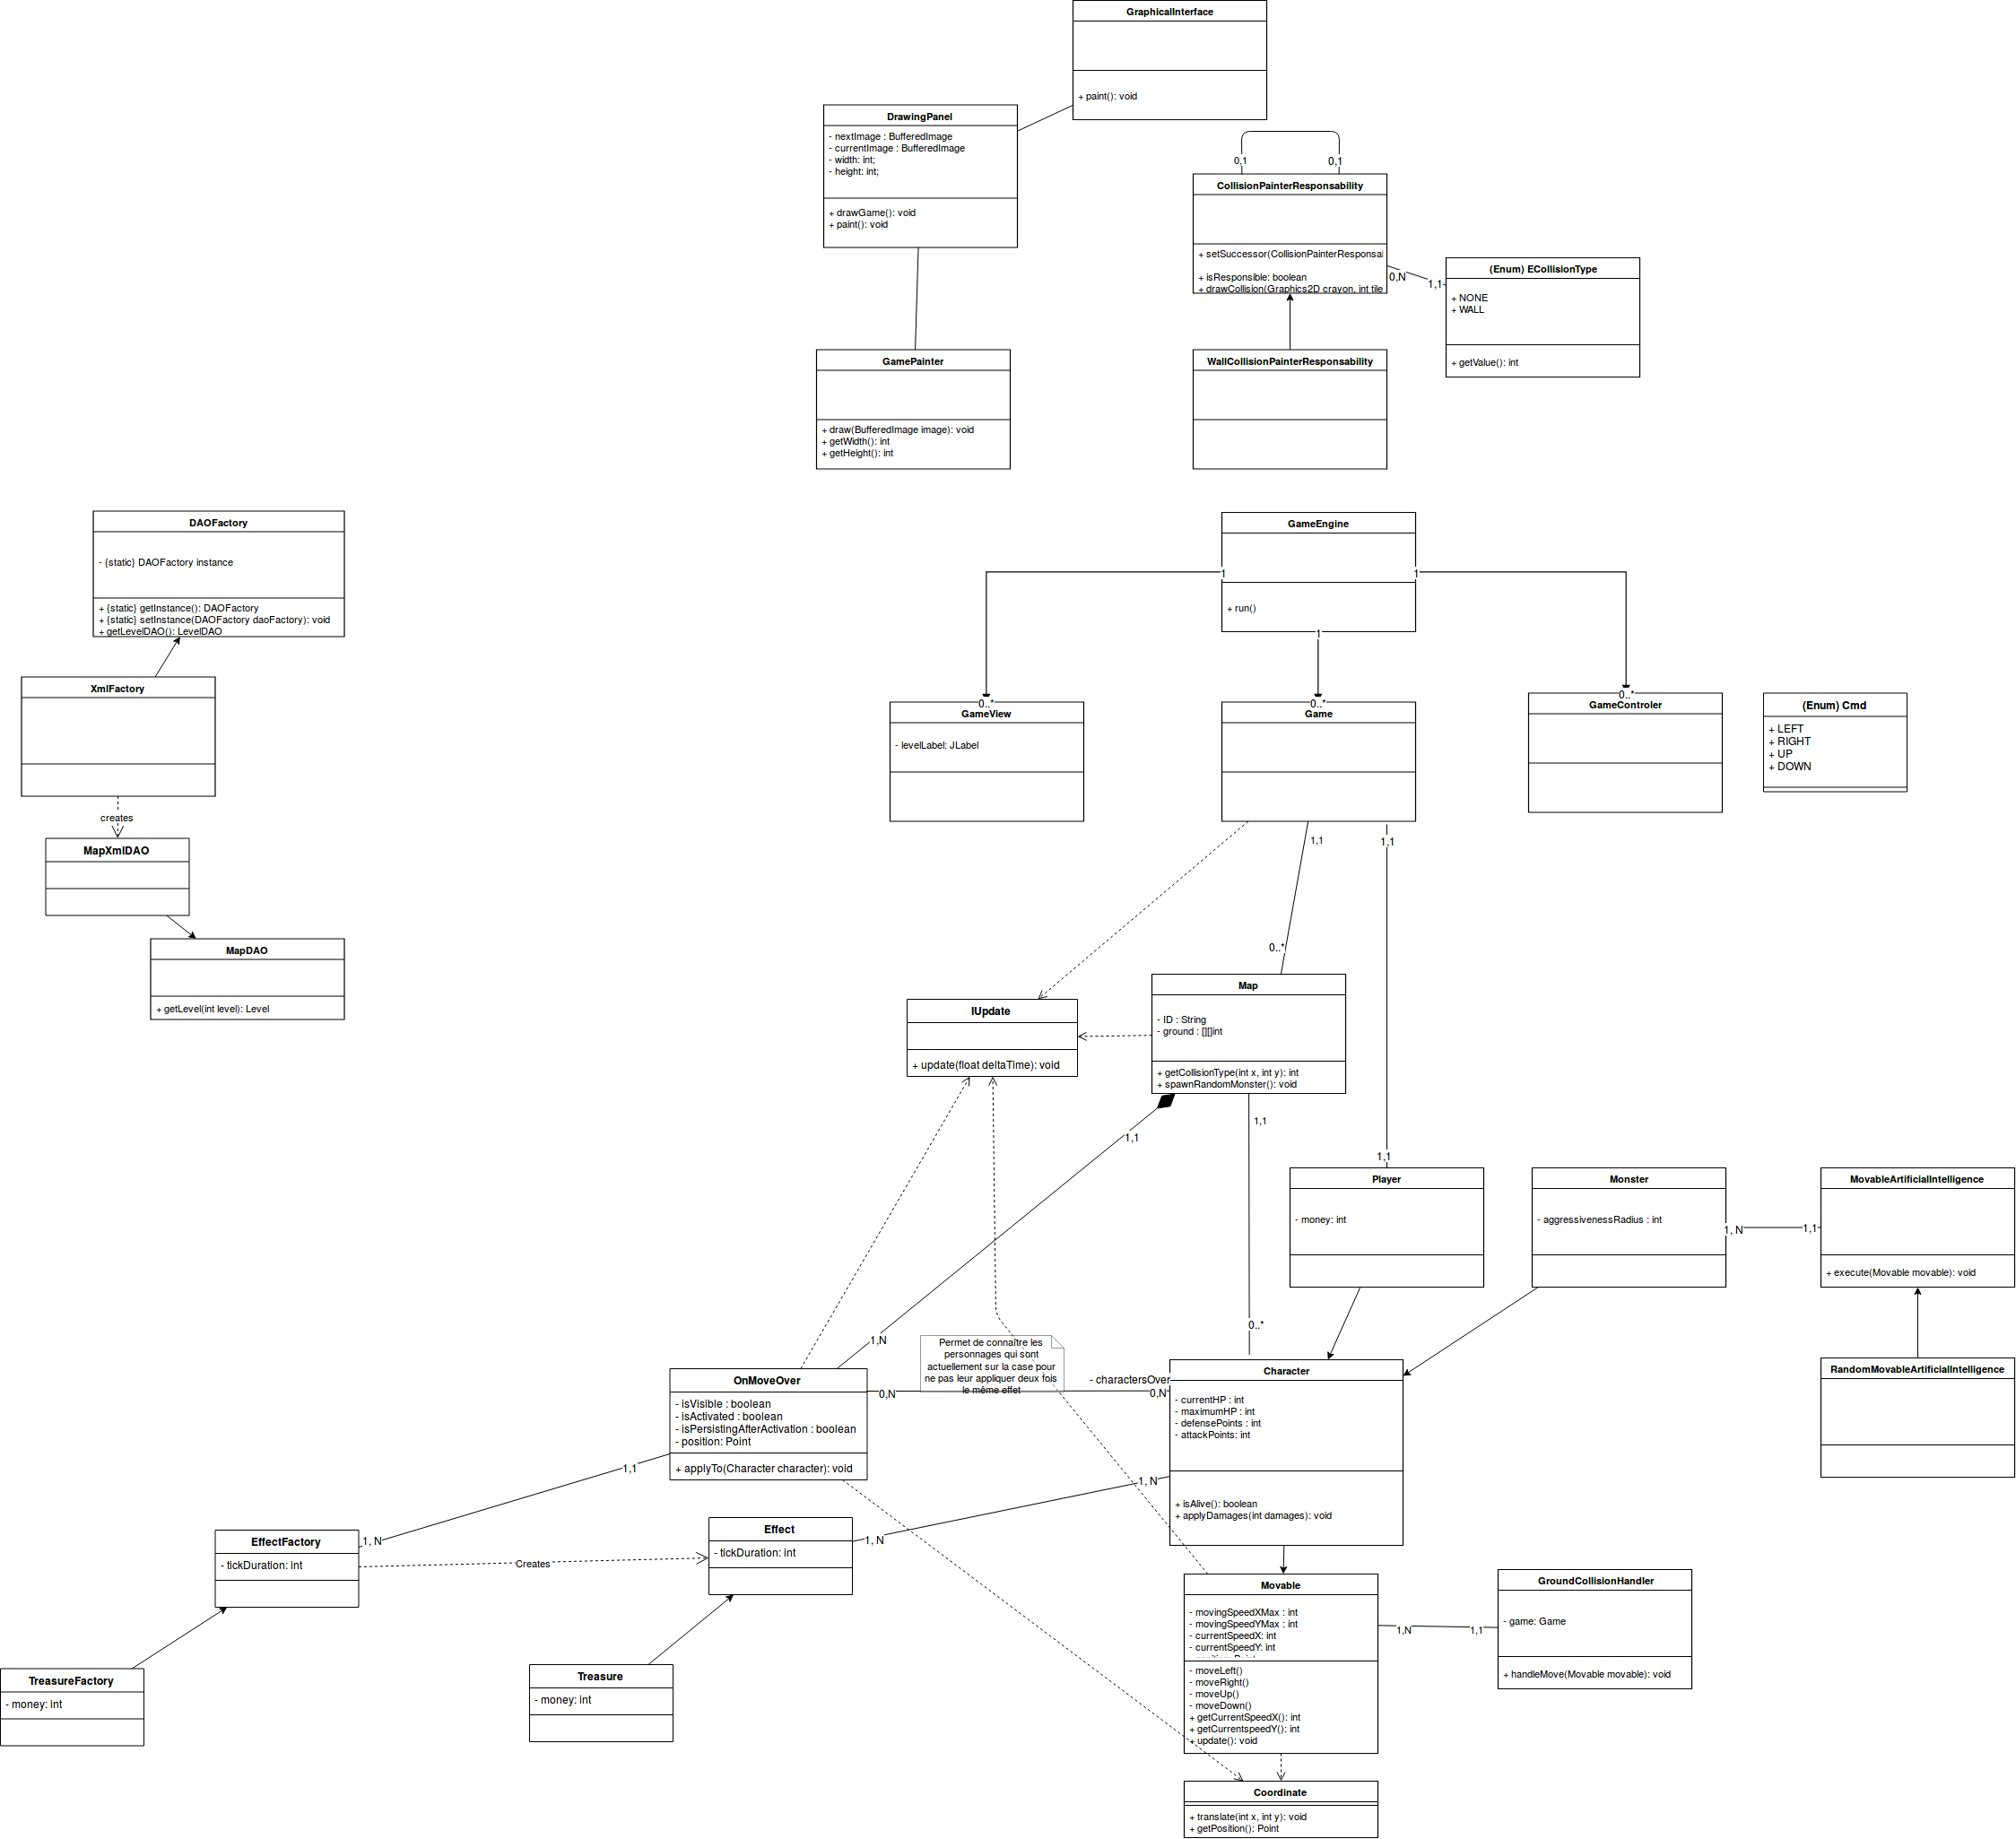 GraphicalInterface
+ paint(): void
DrawingPanel
- nextImage : BufferedImage
- currentImage : BufferedImage
- width: int;
- height: int;
+ drawGame(): void
+ paint(): void
0,1
0,1
CollisionPainterResponsability
+ setSuccessor(CollisionPainterResponsal
+ isResponsible: boolean
+ drawCollision(Graphics2D crayon, int tile
0,N
1,1
(Enum) ECollisionType
+ NONE
+ WALL
+ getValue(): int
GamePainter
+ draw(BufferedImage image): void
+ getWidth(): int
+ getHeight(): int
WallCollisionPainterResponsability
DAOFactory
- {static} DAOFactory instance
+ {static} getInstance(): DAOFactory
+ {static} setInstance(DAOFactory daoFactory): void
+ getLevelDAO(): LevelDAO
GameEngine
+ run()
1
1
1
XmlFactory
creates
MapXmlDAO
MapDAO
+ getLevel(int level): Level
0..*
GameView
- levelLabel: JLabel
0..*
Game
0..*
GameControler
(Enum) Cmd
+ LEFT
+ RIGHT
+ UP
+ DOWN
1,1
1,1
0..*
IUpdate
+ update(float deltaTime): void
Map
- ID : String
- ground : [][]int
+ getCollisionType(int x, int y): int
+ spawnRandomMonster(): void
1,1
1,1
1,1
Player
- money: int
Monster
- aggressivenessRadius : int
1, N
1,1
MovableArtificialIntelligence
+ execute(Movable movable): void
RandomMovableArtificialIntelligence
1,N
0..*
Permet de connaître les
personnages qui sont
actuellement sur la case pour
ne pas leur appliquer deux fois
le même effet
OnMoveOver
- isVisible : boolean
- isActivated : boolean
- isPersistingAfterActivation : boolean
- position: Point
+ applyTo(Character character): void
0,N
- charactersOver
0,N
Character
- currentHP : int
- maximumHP : int
- defensePoints : int
- attackPoints: int
+ isAlive(): boolean
+ applyDamages(int damages): void
1,1
1, N
1, N
1, N
EffectFactory
- tickDuration: int
Creates
Effect
- tickDuration: int
TreasureFactory
- money: int
Treasure
- money: int
Movable
- movingSpeedXMax : int
- movingSpeedYMax : int
- currentSpeedX: int
- currentSpeedY: int
- position: Point
- moveLeft()
- moveRight()
- moveUp()
- moveDown()
+ getCurrentSpeedX(): int
+ getCurrentspeedY(): int
+ update(): void
1,N
1,1
GroundCollisionHandler
- game: Game
+ handleMove(Movable movable): void
Coordinate
+ translate(int x, int y): void
+ getPosition(): Point